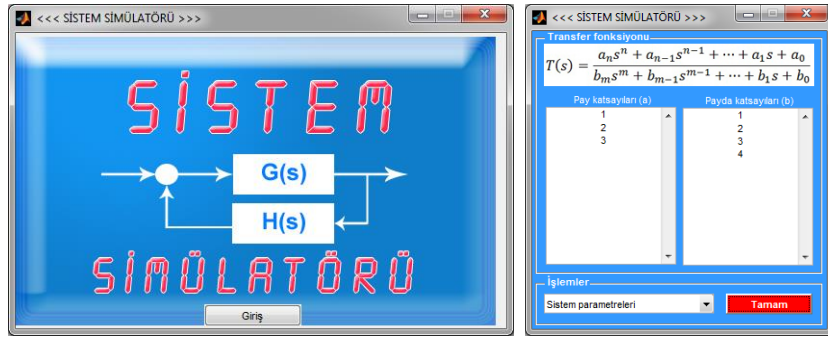 <<< SİSTEM SİMÜLATÖRÜ >>>
SİSTEM
G(s)
H(s)
SİMÜLATÖRÜ
Giriş
<<< SİSTEM SİMÜLATÖRÜ >>>
Transfer fonksiyonu
T(s) = \frac{a_n s^n + a_{n-1} s^{n-1} + ⋯ + a_1 s + a_0}{b_m s^m + b_{m-1} s^{m-1} + ⋯ + b_1 s + b_0}
Pay katsayıları (a)
1
2
3
Payda katsayıları (b)
1
2
3
4
İşlemler
Sistem parametreleri
Tamam